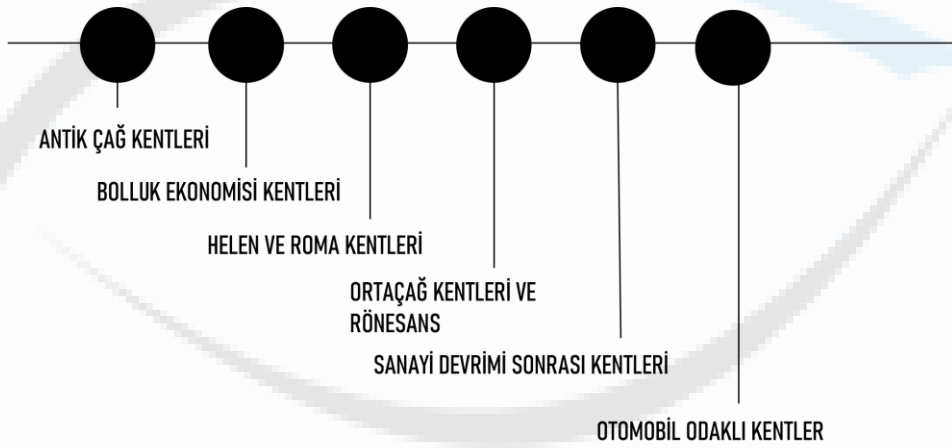 ANTİK ÇAĞ KENTLERİ
BOLLUK EKONOMİSİ KENTLERİ
HELEN VE ROMA KENTLERİ
ORTAÇAĞ KENTLERİ VE
RÖNESANS
SANAYİ DEVRİMİ SONRASI KENTLERİ
OTOMOBİL ODAKLI KENTLER